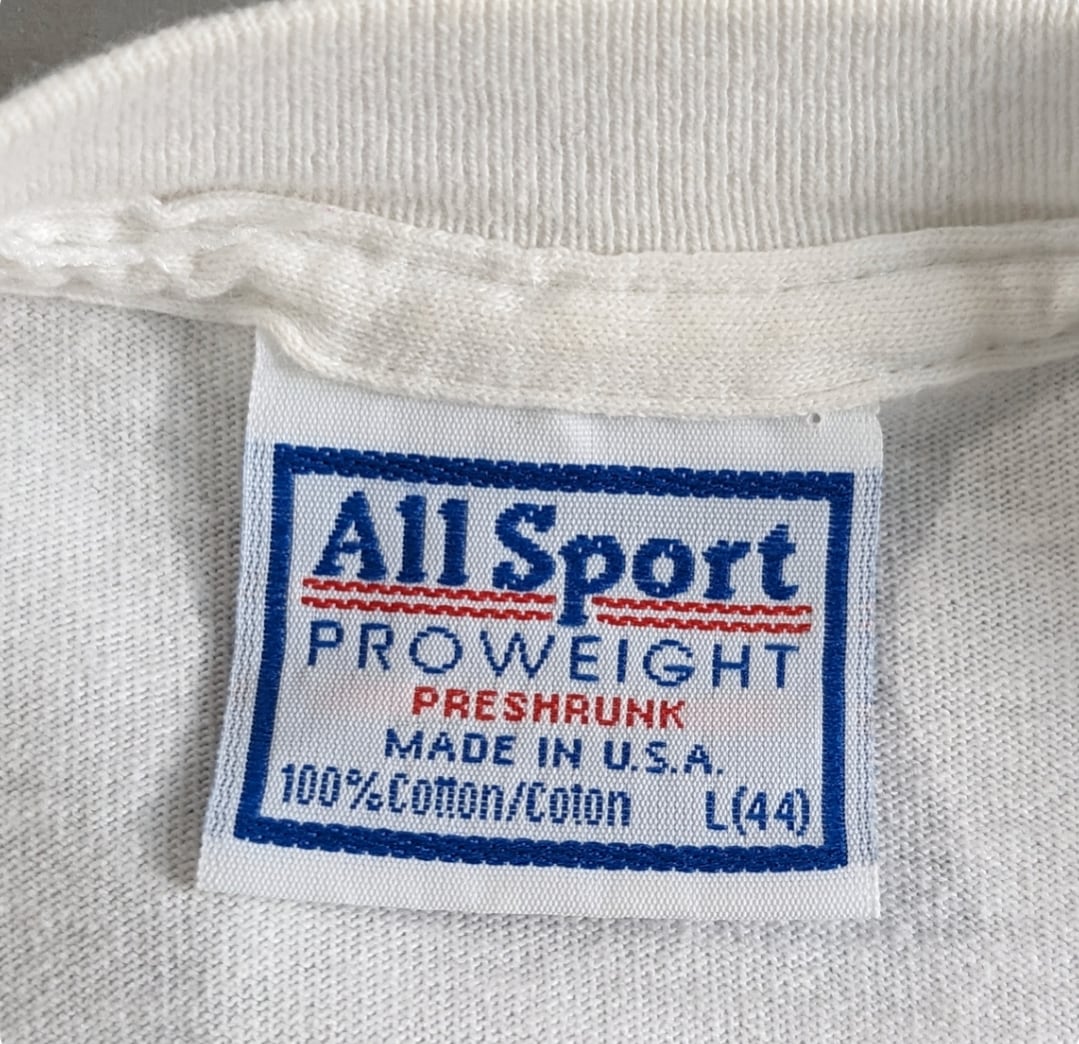 All Sport
PROWEIGHT
PRESHRUNK
MADE IN U.S.A.
100% Cotton/Coton L(44)